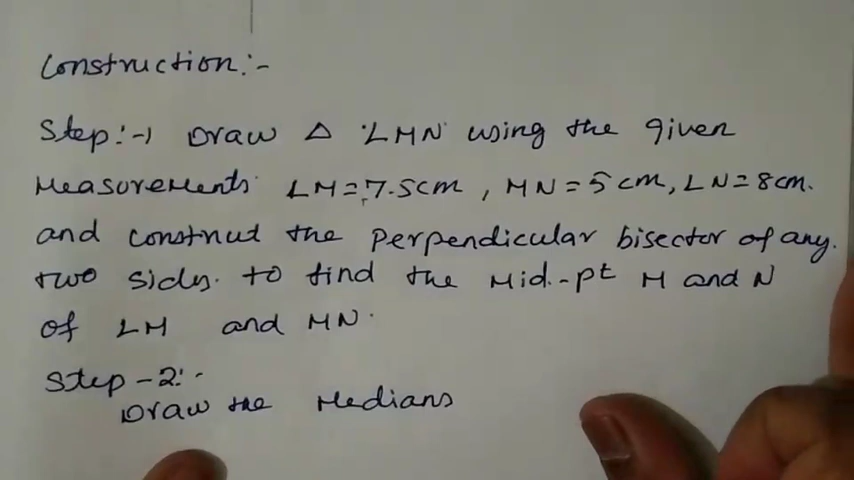 Construction:-
Step:-1 Draw △ LMN using the given
Measurements LM=7.5cm, MN=5cm, LN=8cm.
and construct the perpendicular bisector of any.
two sides. to find the Mid-pt M and N
of LM and MN.
Step-2:-
Draw the Medians